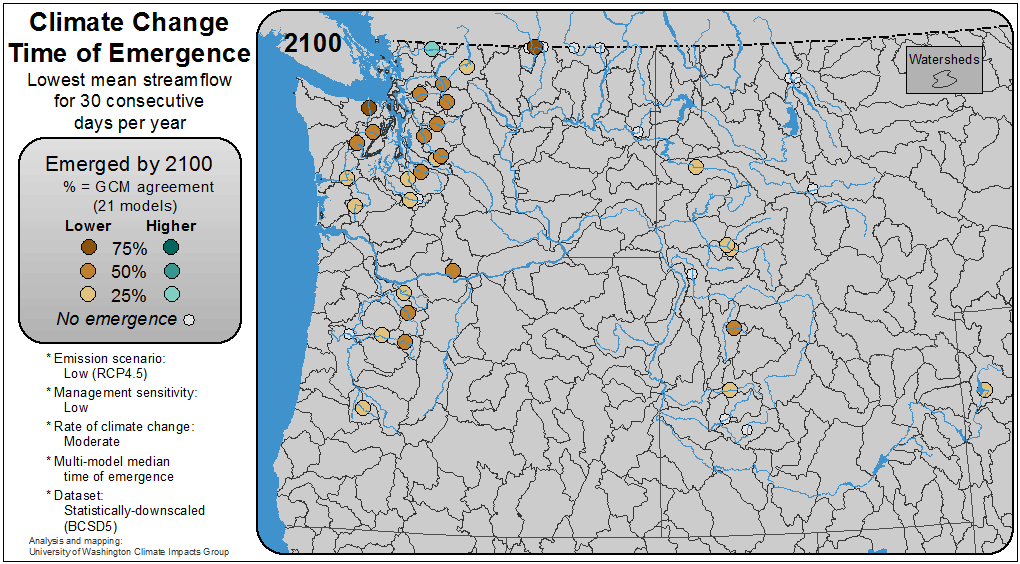 Climate Change
Time of Emergence
Lowest mean streamflow
for 30 consecutive
days per year
Emerged by 2100
% = GCM agreement
(21 models)
Lower Higher
75%
50%
25%
No emergence
* Emission scenario:
Low (RCP4.5)
* Management sensitivity:
Low
* Rate of climate change:
Moderate
* Multi-model median
time of emergence
* Dataset:
Statistically-downscaled
(BCSD5)
Analysis and mapping:
University of Washington Climate Impacts Group
2100
Watersheds